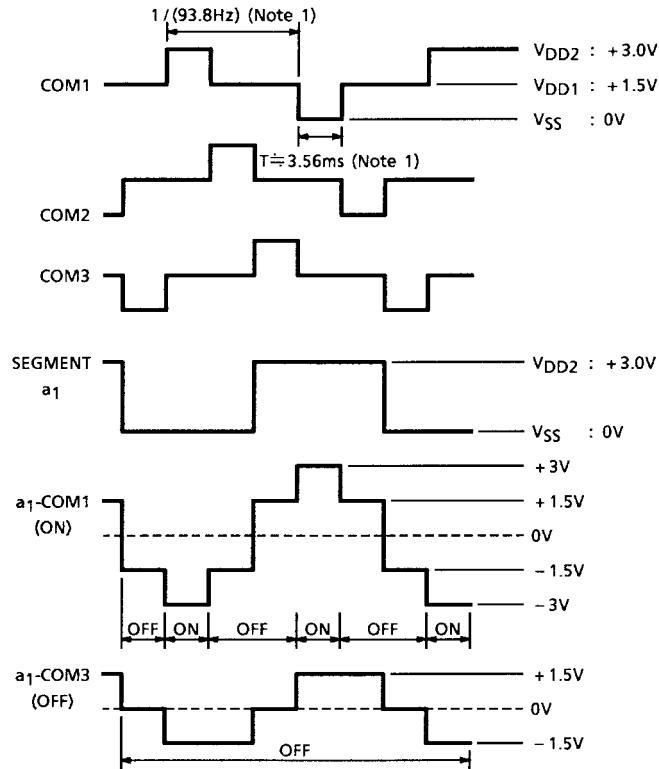 1/(93.8Hz) (Note 1)
COM1
VDD2 : +3.0V
VDD1 : +1.5V
VSS : 0V
T≒3.56ms (Note 1)
COM2
COM3
SEGMENT
a1
VDD2 : +3.0V
VSS : 0V
a1-COM1
(ON)
+3V
+1.5V
0V
−1.5V
−3V
OFF ON OFF ON OFF ON
a1-COM3
(OFF)
+1.5V
0V
−1.5V
OFF